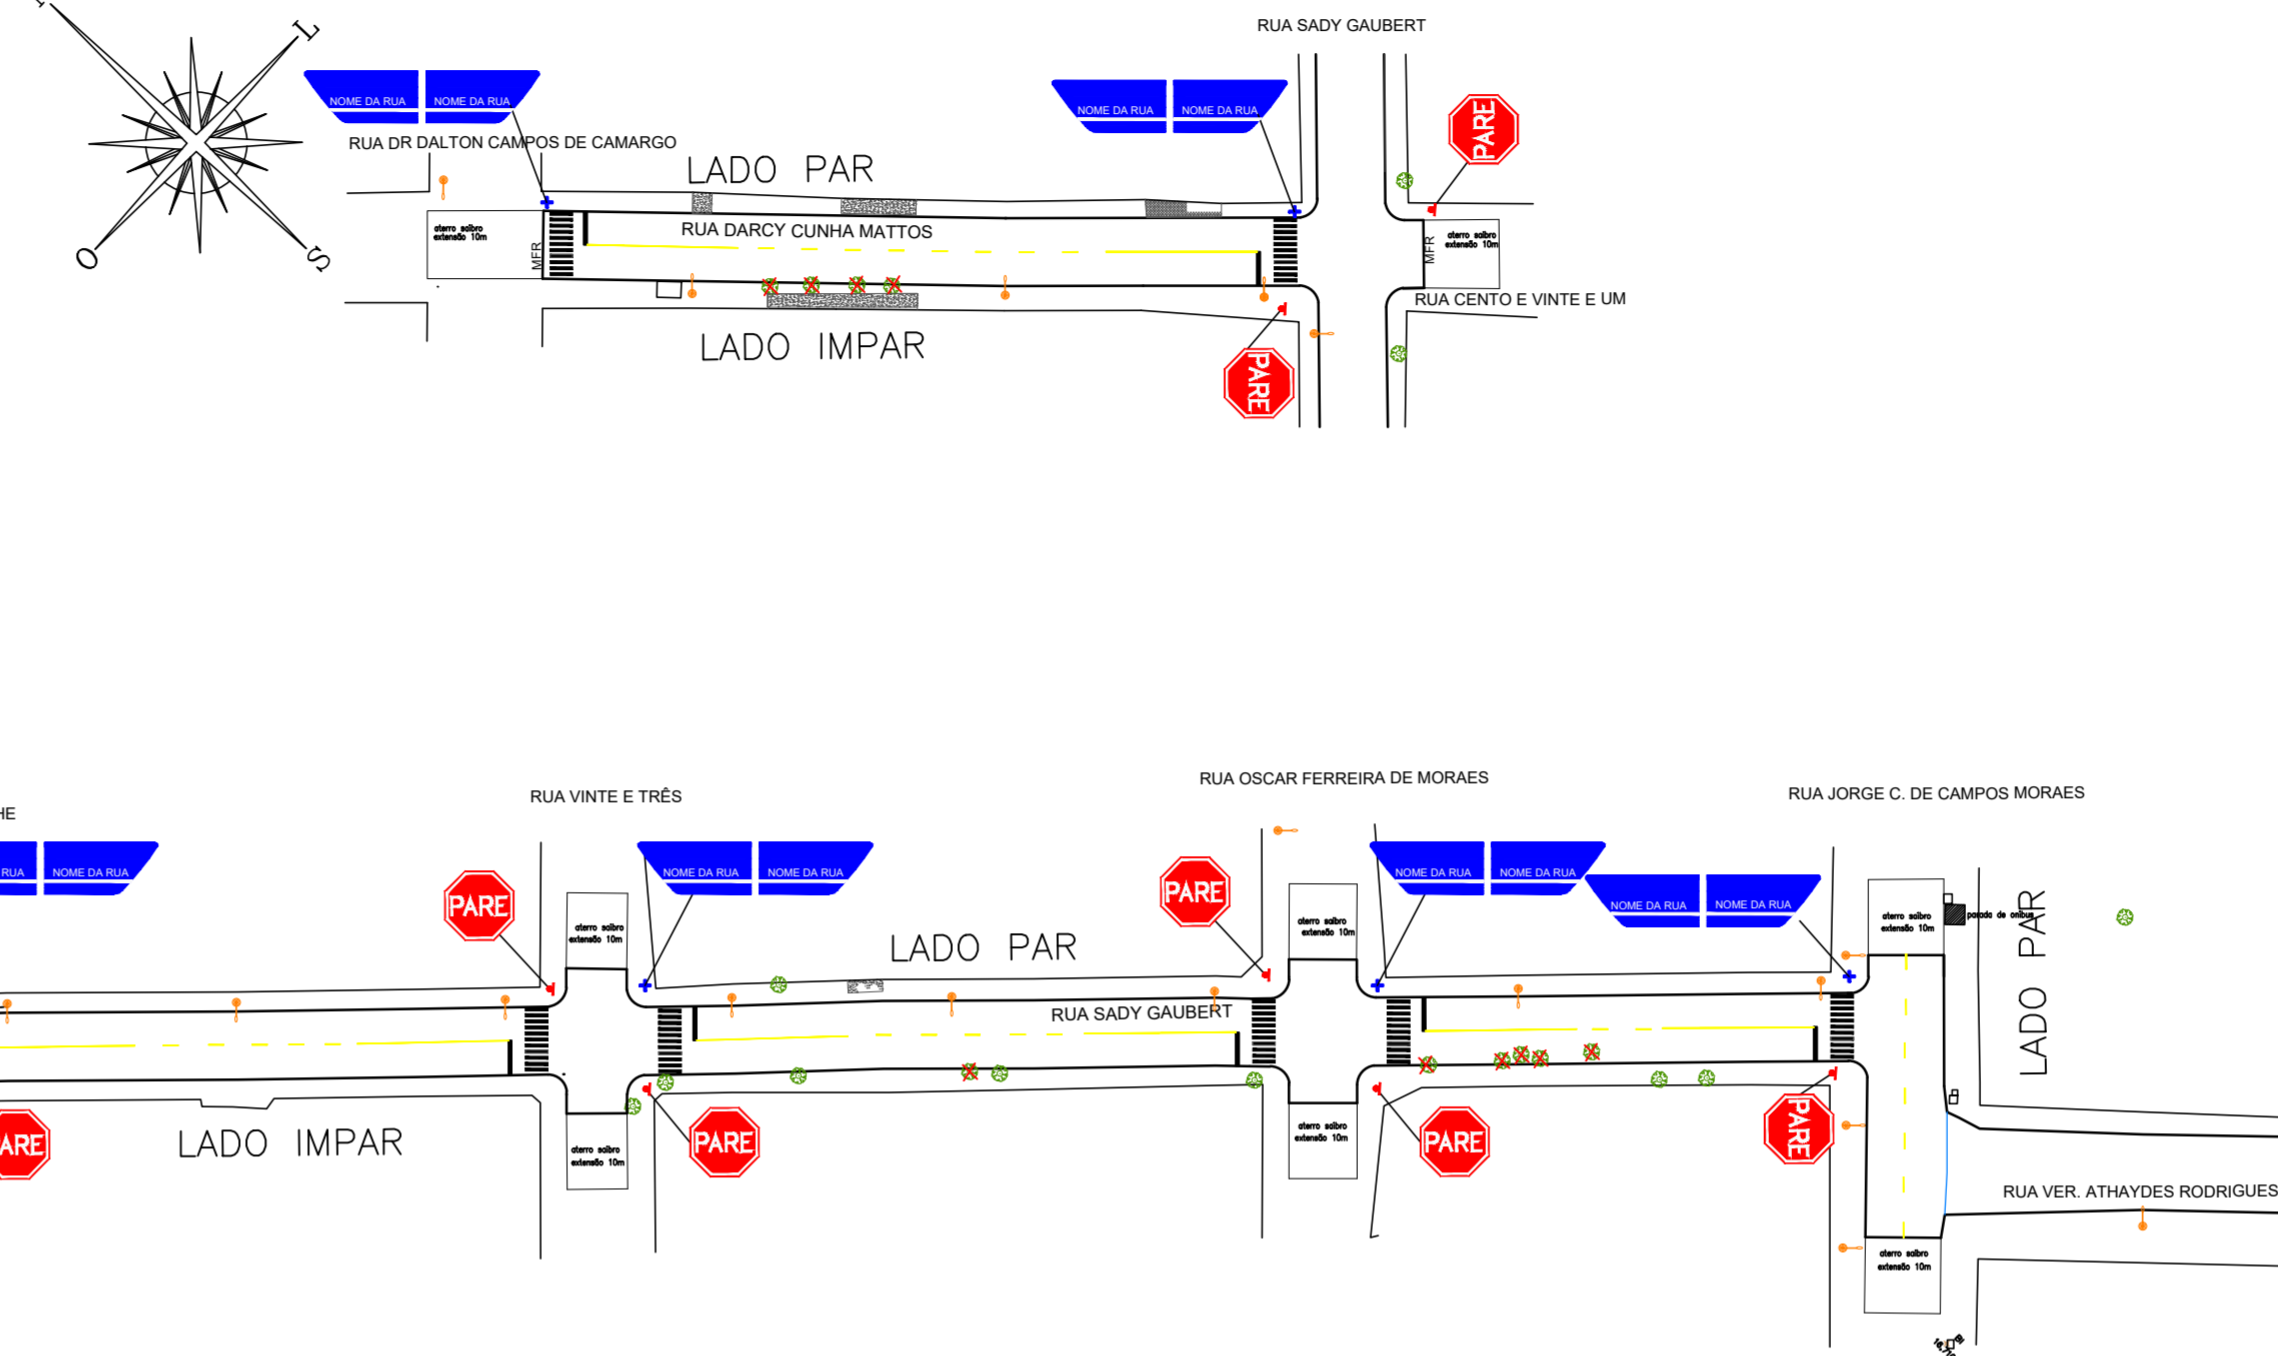 RUA SADY GAUBERT
L
NOME DA RUA NOME DA RUA
NOME DA RUA NOME DA RUA
PARE
RUA DR DALTON CAMPOS DE CAMARGO
LADO PAR
aterro saibro
extensão 10m
MFR
RUA DARCY CUNHA MATTOS
MFR
aterro saibro
extensão 10m
O
S
RUA CENTO E VINTE E UM
LADO IMPAR
PARE
RUA OSCAR FERREIRA DE MORAES
RUA VINTE E TRÊS
RUA JORGE C. DE CAMPOS MORAES
HE
RUA NOME DA RUA
PARE
NOME DA RUA NOME DA RUA
PARE
NOME DA RUA NOME DA RUA
NOME DA RUA NOME DA RUA
aterro saibro
extensão 10m
LADO PAR
aterro saibro
extensão 10m
aterro saibro
extensão 10m
parada de onibus
LADO PAR
RUA SADY GAUBERT
ARE
LADO IMPAR
aterro saibro
extensão 10m
PARE
aterro saibro
extensão 10m
PARE
PARE
RUA VER. ATHAYDES RODRIGUES
aterro saibro
extensão 10m